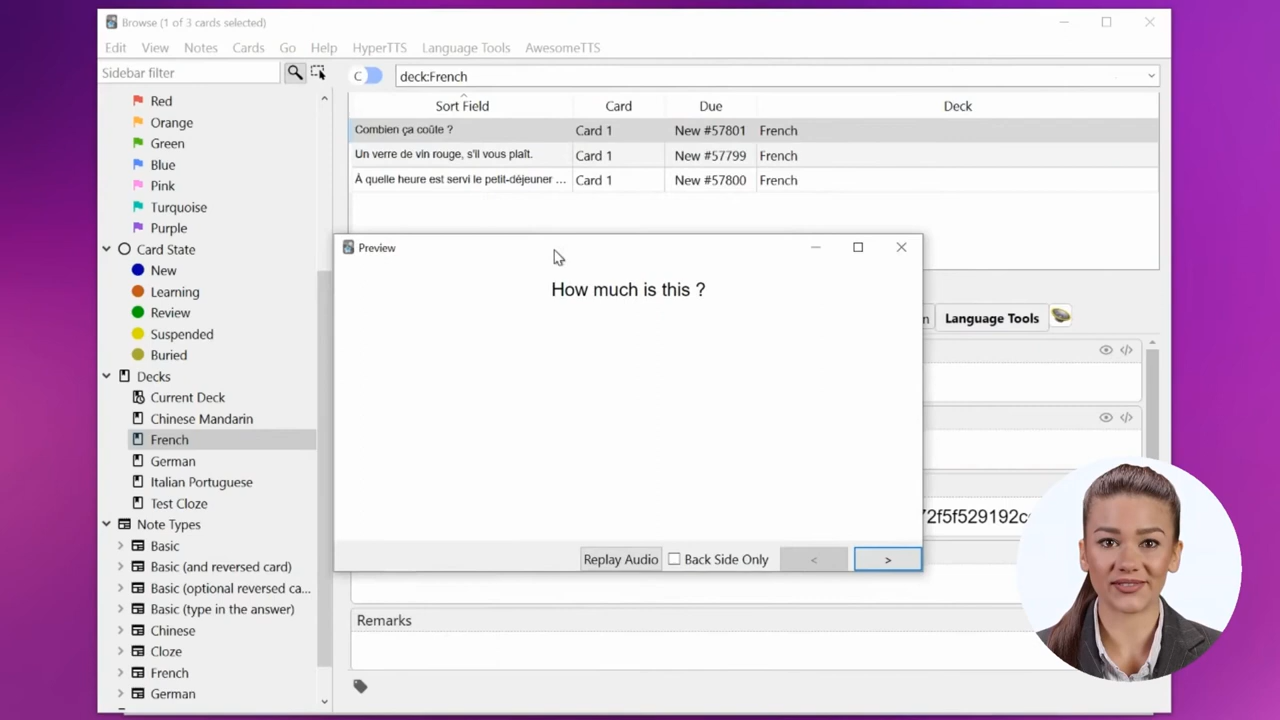 Browse (1 of 3 cards selected)
Edit View Notes Cards Go Help HyperTTS Language Tools AwesomeTTS
Sidebar filter
C
deck:French
Red
Orange
Green
Blue
Pink
Turquoise
Purple
Card State
New
Learning
Review
Suspended
Buried
Decks
Current Deck
Chinese Mandarin
French
German
Italian Portuguese
Test Cloze
Note Types
Basic
Basic (and reversed card)
Basic (optional reversed ca...
Basic (type in the answer)
Chinese
Cloze
French
German
Sort Field Card Due Deck
Combien ça coûte ? Card 1 New #57801 French
Un verre de vin rouge, s'il vous plaît. Card 1 New #57799 French
À quelle heure est servi le petit-déjeuner ... Card 1 New #57800 French
Preview
How much is this ?
Replay Audio Back Side Only < >
Language Tools
Remarks